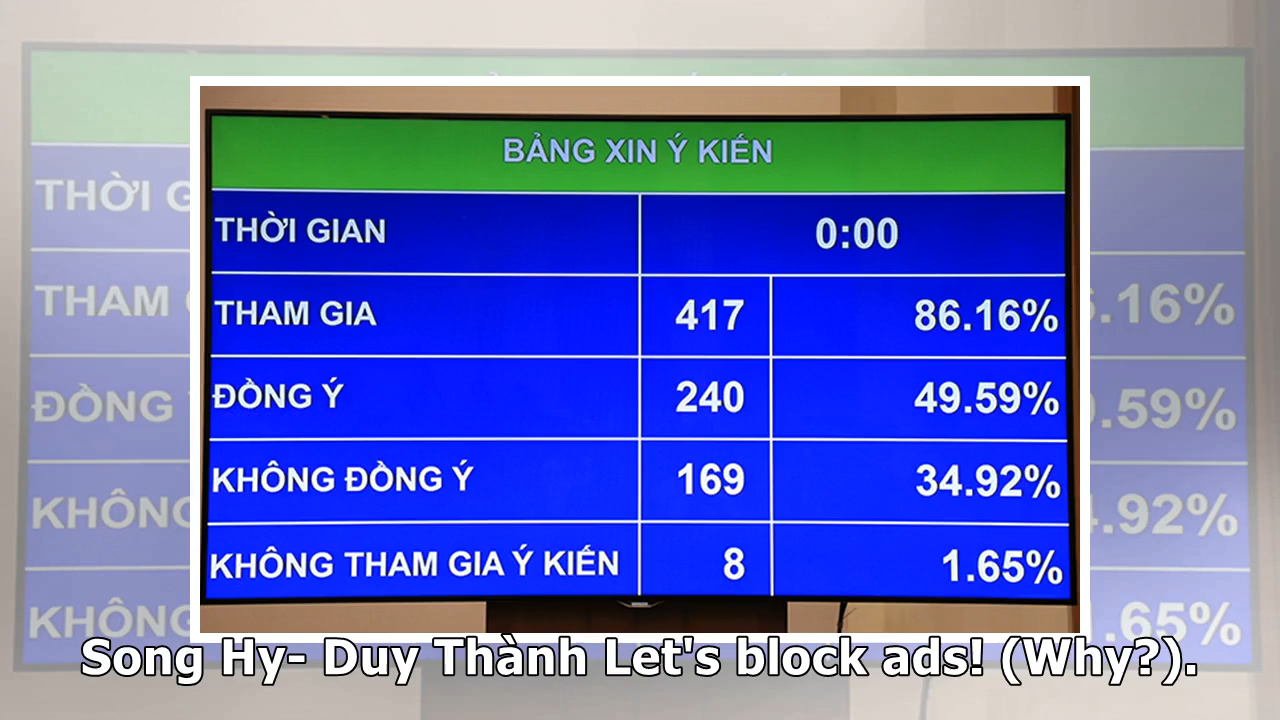 BẢNG XIN Ý KIẾN
THỜI GIAN 0:00
THAM GIA 417 86.16%
ĐỒNG Ý 240 49.59%
KHÔNG ĐỒNG Ý 169 34.92%
KHÔNG THAM GIA Ý KIẾN 8 1.65%
Song Hy- Duy Thành Let's block ads! (Why?).